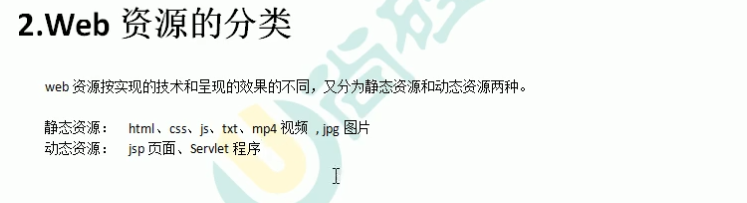 2.Web 资源的分类
web 资源按实现的技术和呈现的效果的不同，又分为静态资源和动态资源两种。
静态资源： html、css、js、txt、mp4 视频 , jpg 图片
动态资源： jsp 页面、Servlet 程序